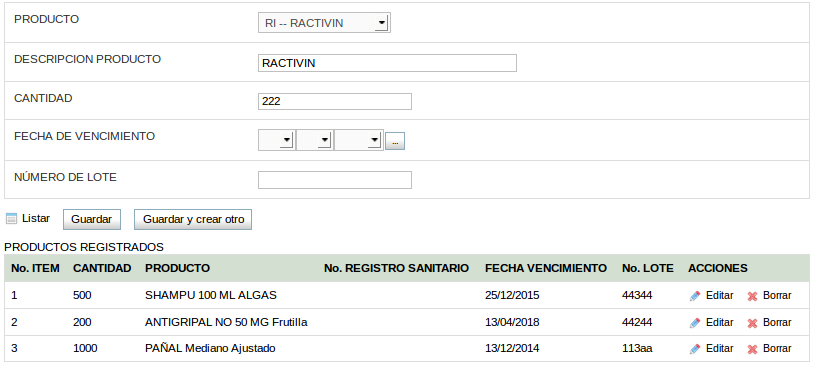 PRODUCTO RI -- RACTIVIN
DESCRIPCION PRODUCTO RACTIVIN
CANTIDAD 222
FECHA DE VENCIMIENTO ...
NÚMERO DE LOTE
Listar Guardar Guardar y crear otro
PRODUCTOS REGISTRADOS
No. ITEM CANTIDAD PRODUCTO No. REGISTRO SANITARIO FECHA VENCIMIENTO No. LOTE ACCIONES
1 500 SHAMPU 100 ML ALGAS 25/12/2015 44344 Editar Borrar
2 200 ANTIGRIPAL NO 50 MG Frutilla 13/04/2018 44244 Editar Borrar
3 1000 PAÑAL Mediano Ajustado 13/12/2014 113aa Editar Borrar